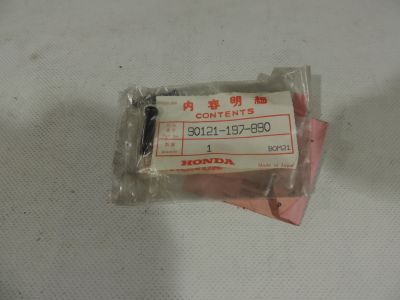 内容明細
CONTENTS
90121-197-890
1 BOM21
HONDA
Made in Japan